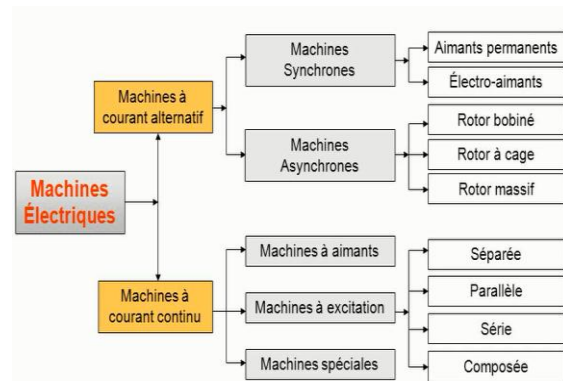 Machines
Électriques
Machines à
courant alternatif
Machines
Synchrones
Aimants permanents
Électro-aimants
Machines
Asynchrones
Rotor bobiné
Rotor à cage
Rotor massif
Machines à
courant continu
Machines à aimants
Machines à excitation
Séparée
Parallèle
Série
Composée
Machines spéciales